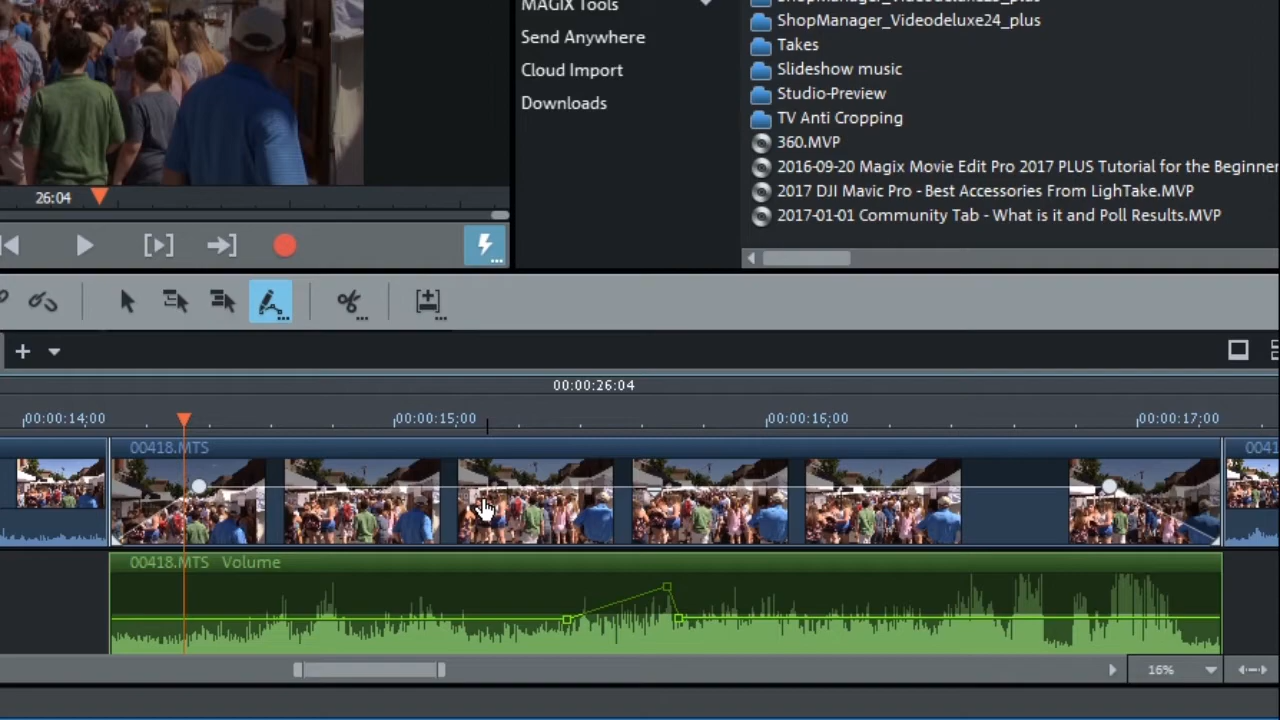 MAGIX Tools
Send Anywhere
Cloud Import
Downloads
ShopManager_Videodeluxe24_plus
Takes
Slideshow music
Studio-Preview
TV Anti Cropping
360.MVP
2016-09-20 Magix Movie Edit Pro 2017 PLUS Tutorial for the Beginner
2017 DJI Mavic Pro - Best Accessories From LighTake.MVP
2017-01-01 Community Tab - What is it and Poll Results.MVP
26:04
00:00:26:04
00:00:14;00 00:00:15;00 00:00:16;00 00:00:17;00
00418.MTS 0041
00418.MTS Volume
16%